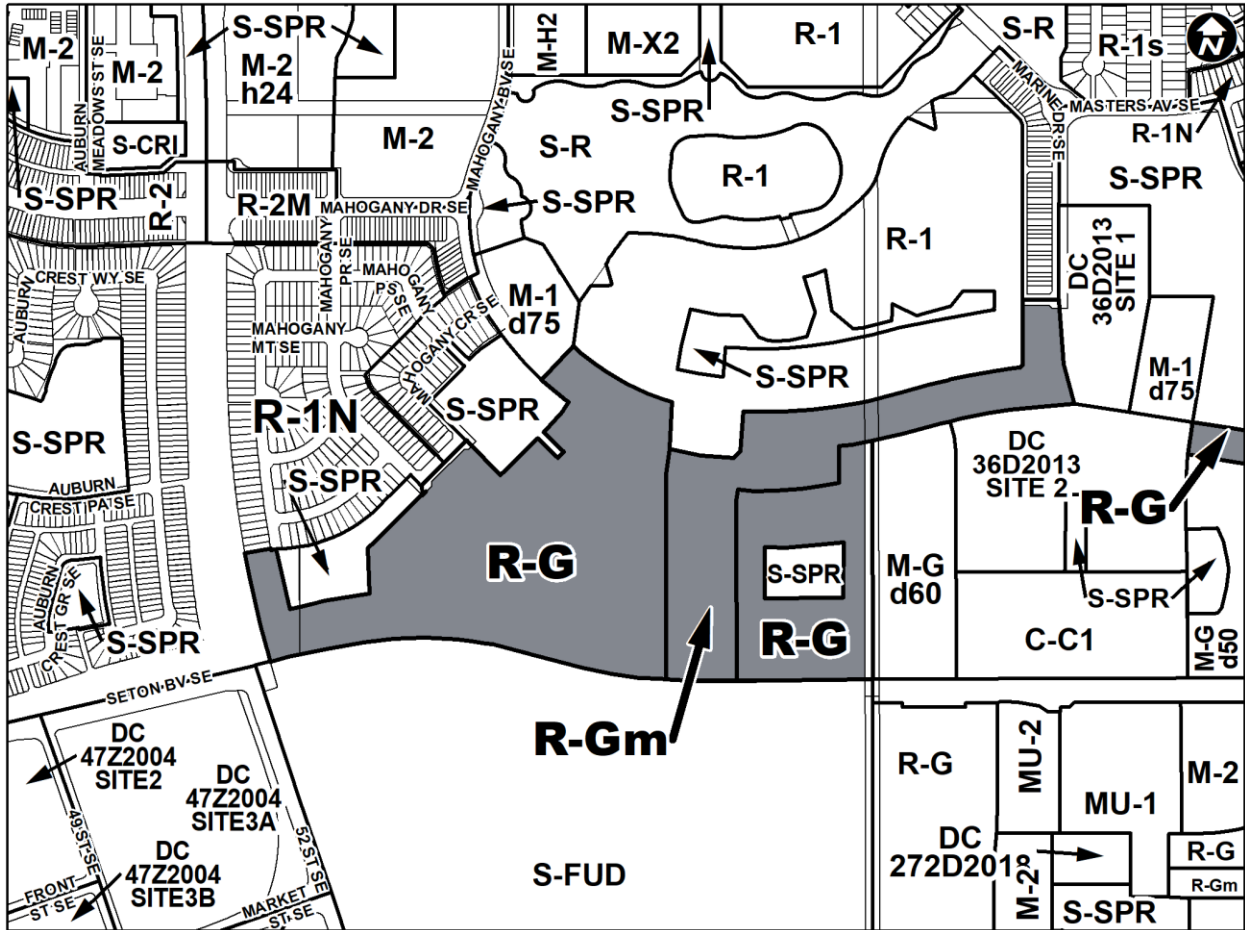 S-SPR
M-2
M-2
M-2
h24
M-H2
M-X2
R-1
S-R
R-1s
N
AUBURN
MEADOWS ST SE
MAHOGANY BV SE
MARINE DR SE
MASTERS AV SE
R-1N
S-SPR
S-CRI
M-2
S-R
S-SPR
R-1
S-SPR
S-SPR
R-2
R-2M
MAHOGANY DR SE
S-SPR
R-1
DC
36D2013
SITE 1
CREST WY SE
AUBURN
MAHOGANY
PR SE
MAHOGANY
PS SE
MAHOGANY
MT SE
MAHOGANY CR SE
MAHOGANY
M-1
d75
S-SPR
M-1
d75
S-SPR
R-1N
S-SPR
S-SPR
AUBURN
CREST PA SE
DC
36D2013
SITE 2
R-G
R-G
S-SPR
M-G
d60
S-SPR
AUBURN
CREST GR SE
S-SPR
R-G
C-C1
M-G
d50
SETON BV SE
R-Gm
DC
47Z2004
SITE2
DC
47Z2004
SITE3A
49 ST SE
52 ST SE
DC
47Z2004
SITE3B
FRONT
ST SE
MARKET
ST SE
S-FUD
R-G
MU-2
MU-1
M-2
DC
272D2018
M-2
R-G
R-Gm
S-SPR